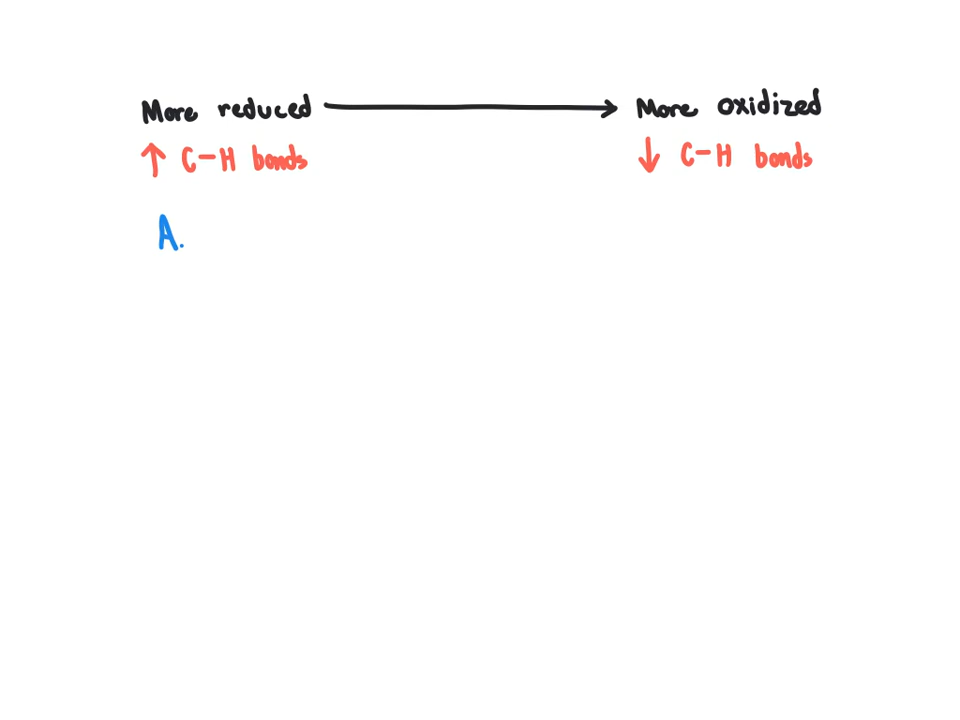 More reduced → More oxidized
↑ C-H bonds ↓ C-H bonds
A.